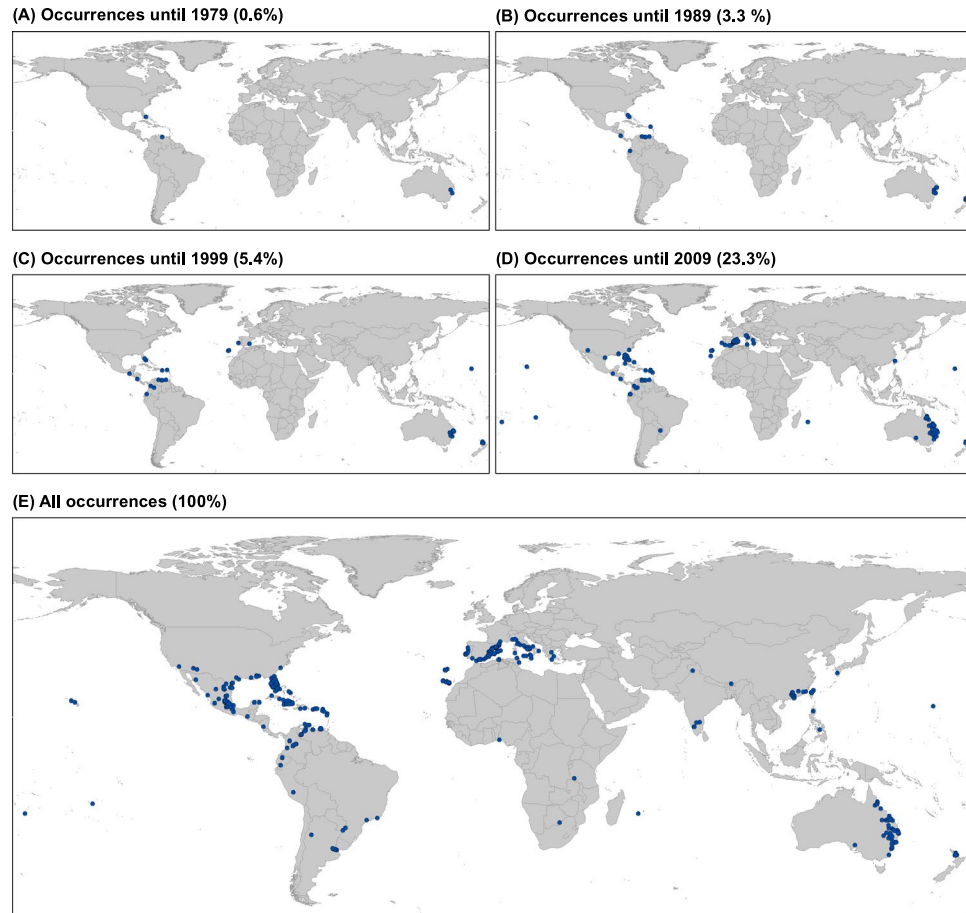 (A) Occurrences until 1979 (0.6%)
(B) Occurrences until 1989 (3.3 %)
(C) Occurrences until 1999 (5.4%)
(D) Occurrences until 2009 (23.3%)
(E) All occurrences (100%)